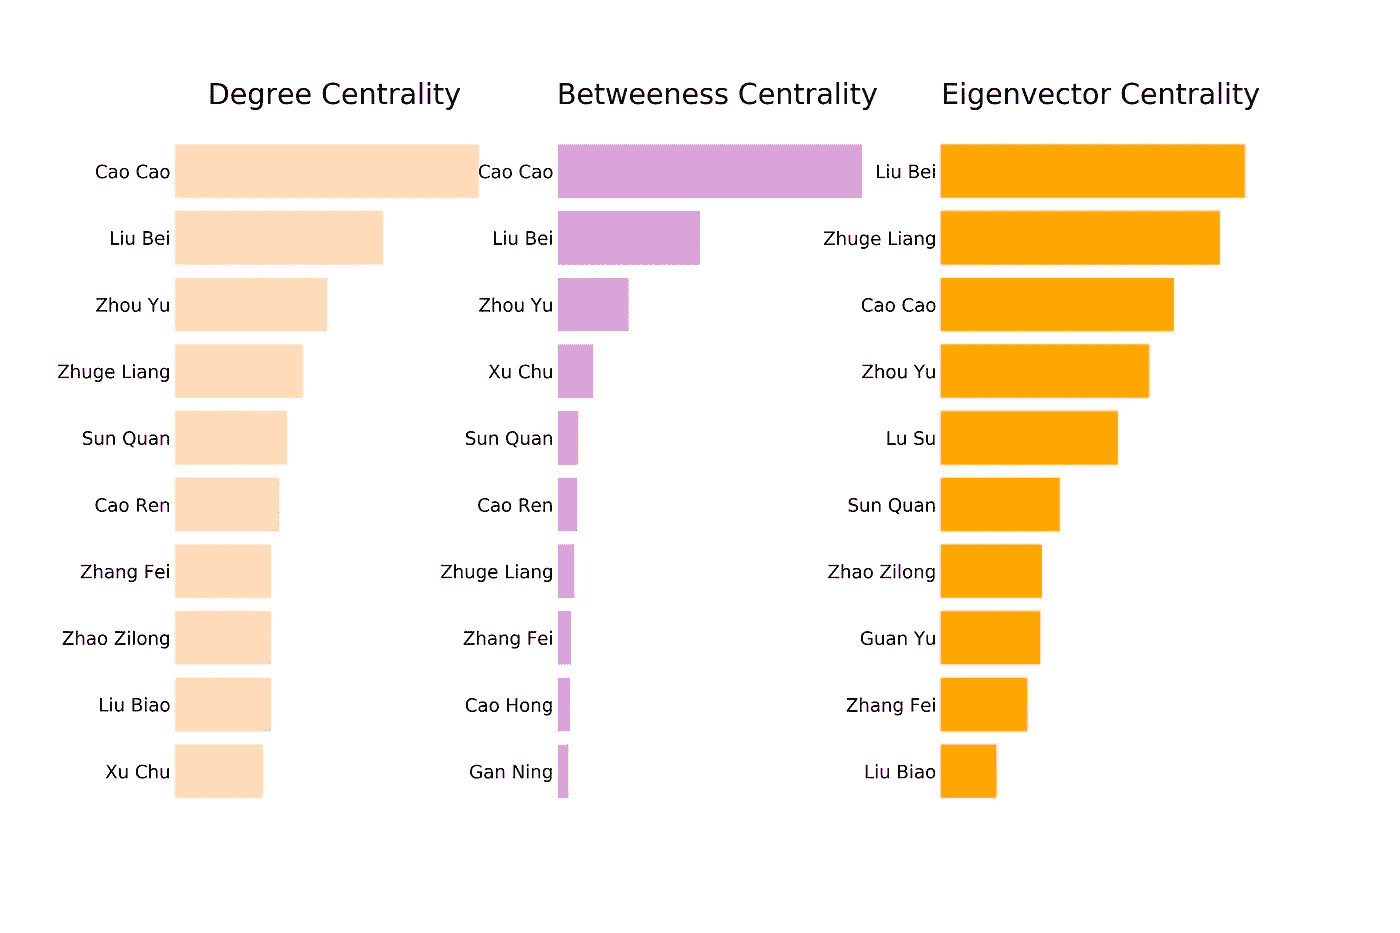 Degree Centrality
Cao Cao
Liu Bei
Zhou Yu
Zhuge Liang
Sun Quan
Cao Ren
Zhang Fei
Zhao Zilong
Liu Biao
Xu Chu
Betweeness Centrality
Cao Cao
Liu Bei
Zhou Yu
Xu Chu
Sun Quan
Cao Ren
Zhuge Liang
Zhang Fei
Cao Hong
Gan Ning
Eigenvector Centrality
Liu Bei
Zhuge Liang
Cao Cao
Zhou Yu
Lu Su
Sun Quan
Zhao Zilong
Guan Yu
Zhang Fei
Liu Biao